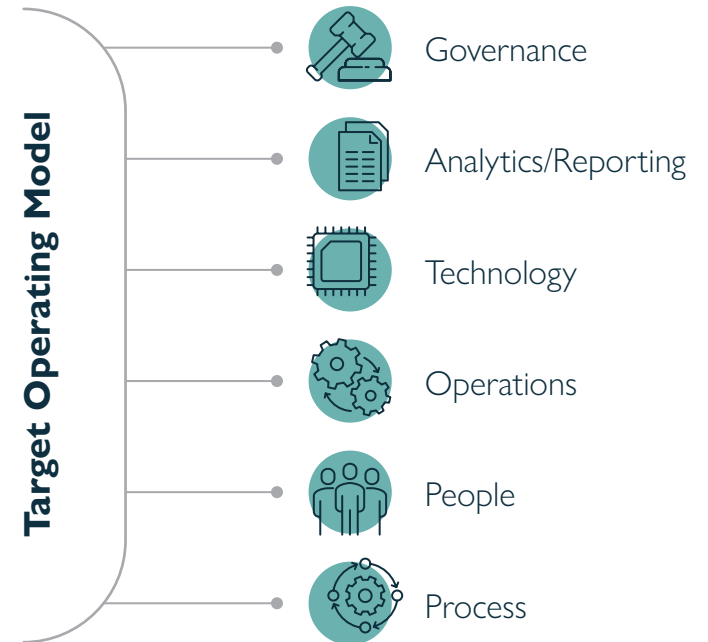 Target Operating Model
Governance
Analytics/Reporting
Technology
Operations
People
Process